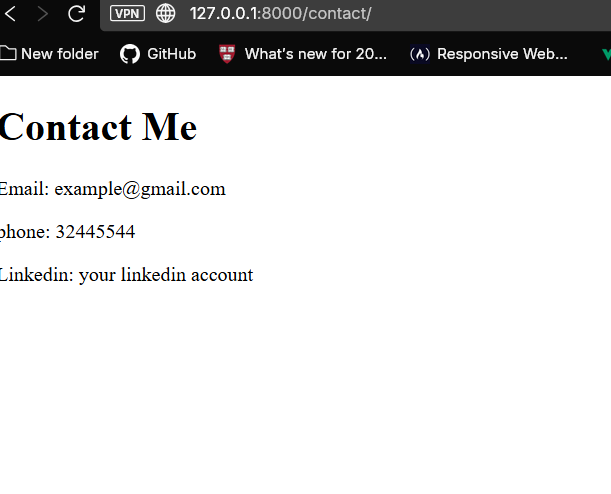 VPN 127.0.0.1:8000/contact/
New folder GitHub What's new for 20... Responsive Web...
Contact Me
Email: example@gmail.com
phone: 32445544
Linkedin: your linkedin account